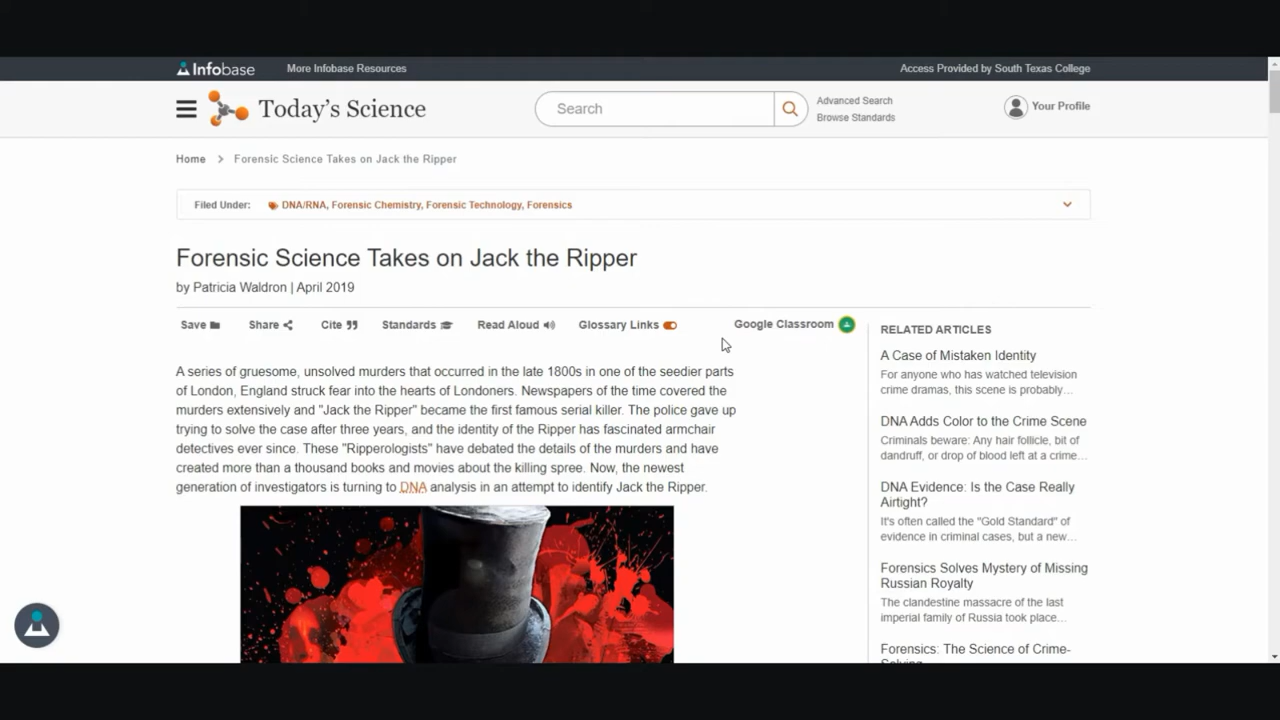 Infobase
More Infobase Resources
Access Provided by South Texas College
Today's Science
Search
Advanced Search
Browse Standards
Your Profile
Home > Forensic Science Takes on Jack the Ripper
Filed Under: DNA/RNA, Forensic Chemistry, Forensic Technology, Forensics
Forensic Science Takes on Jack the Ripper
by Patricia Waldron | April 2019
Save
Share
Cite
Standards
Read Aloud
Glossary Links
Google Classroom
A series of gruesome, unsolved murders that occurred in the late 1800s in one of the seedier parts
of London, England struck fear into the hearts of Londoners. Newspapers of the time covered the
murders extensively and "Jack the Ripper" became the first famous serial killer. The police gave up
trying to solve the case after three years, and the identity of the Ripper has fascinated armchair
detectives ever since. These "Ripperologists" have debated the details of the murders and have
created more than a thousand books and movies about the killing spree. Now, the newest
generation of investigators is turning to DNA analysis in an attempt to identify Jack the Ripper.
RELATED ARTICLES
A Case of Mistaken Identity
For anyone who has watched television
crime dramas, this scene is probably...
DNA Adds Color to the Crime Scene
Criminals beware: Any hair follicle, bit of
dandruff, or drop of blood left at a crime...
DNA Evidence: Is the Case Really
Airtight?
It's often called the "Gold Standard" of
evidence in criminal cases, but a new...
Forensics Solves Mystery of Missing
Russian Royalty
The clandestine massacre of the last
imperial family of Russia took place...
Forensics: The Science of Crime-
Solving